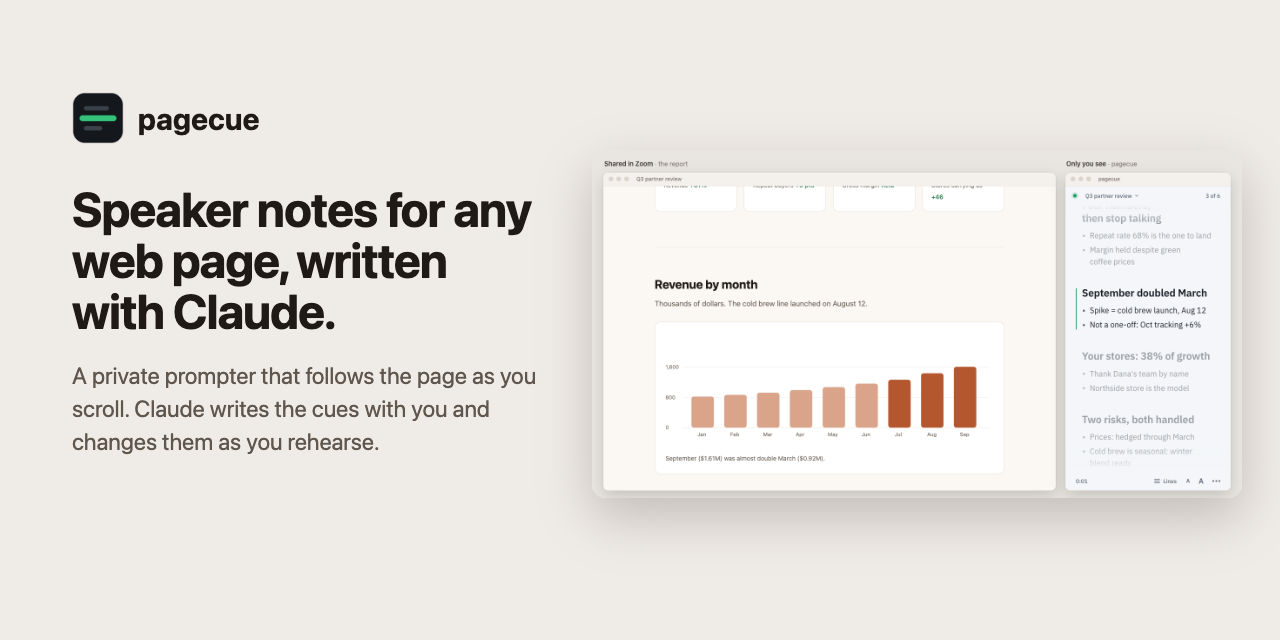 pagecue
Speaker notes for any
web page, written
with Claude.
A private prompter that follows the page as you
scroll. Claude writes the cues with you and
changes them as you rehearse.
Shared in Zoom · the report
Q3 partner review
+46
Revenue by month
Thousands of dollars. The cold brew line launched on August 12.
1,600
800
0
Jan Feb Mar Apr May Jun Jul Aug Sep
September ($1.61M) was almost double March ($0.92M).
Only you see · pagecue
pagecue
Q3 partner review
3 of 6
then stop talking
• Repeat rate 68% is the one to land
• Margin held despite green
coffee prices
September doubled March
• Spike = cold brew launch, Aug 12
• Not a one-off: Oct tracking +6%
Your stores: 38% of growth
• Thank Dana's team by name
• Northside store is the model
Two risks, both handled
• Prices: hedged through March
• Cold brew is seasonal: winter
blend ready
0:01
Lines A A